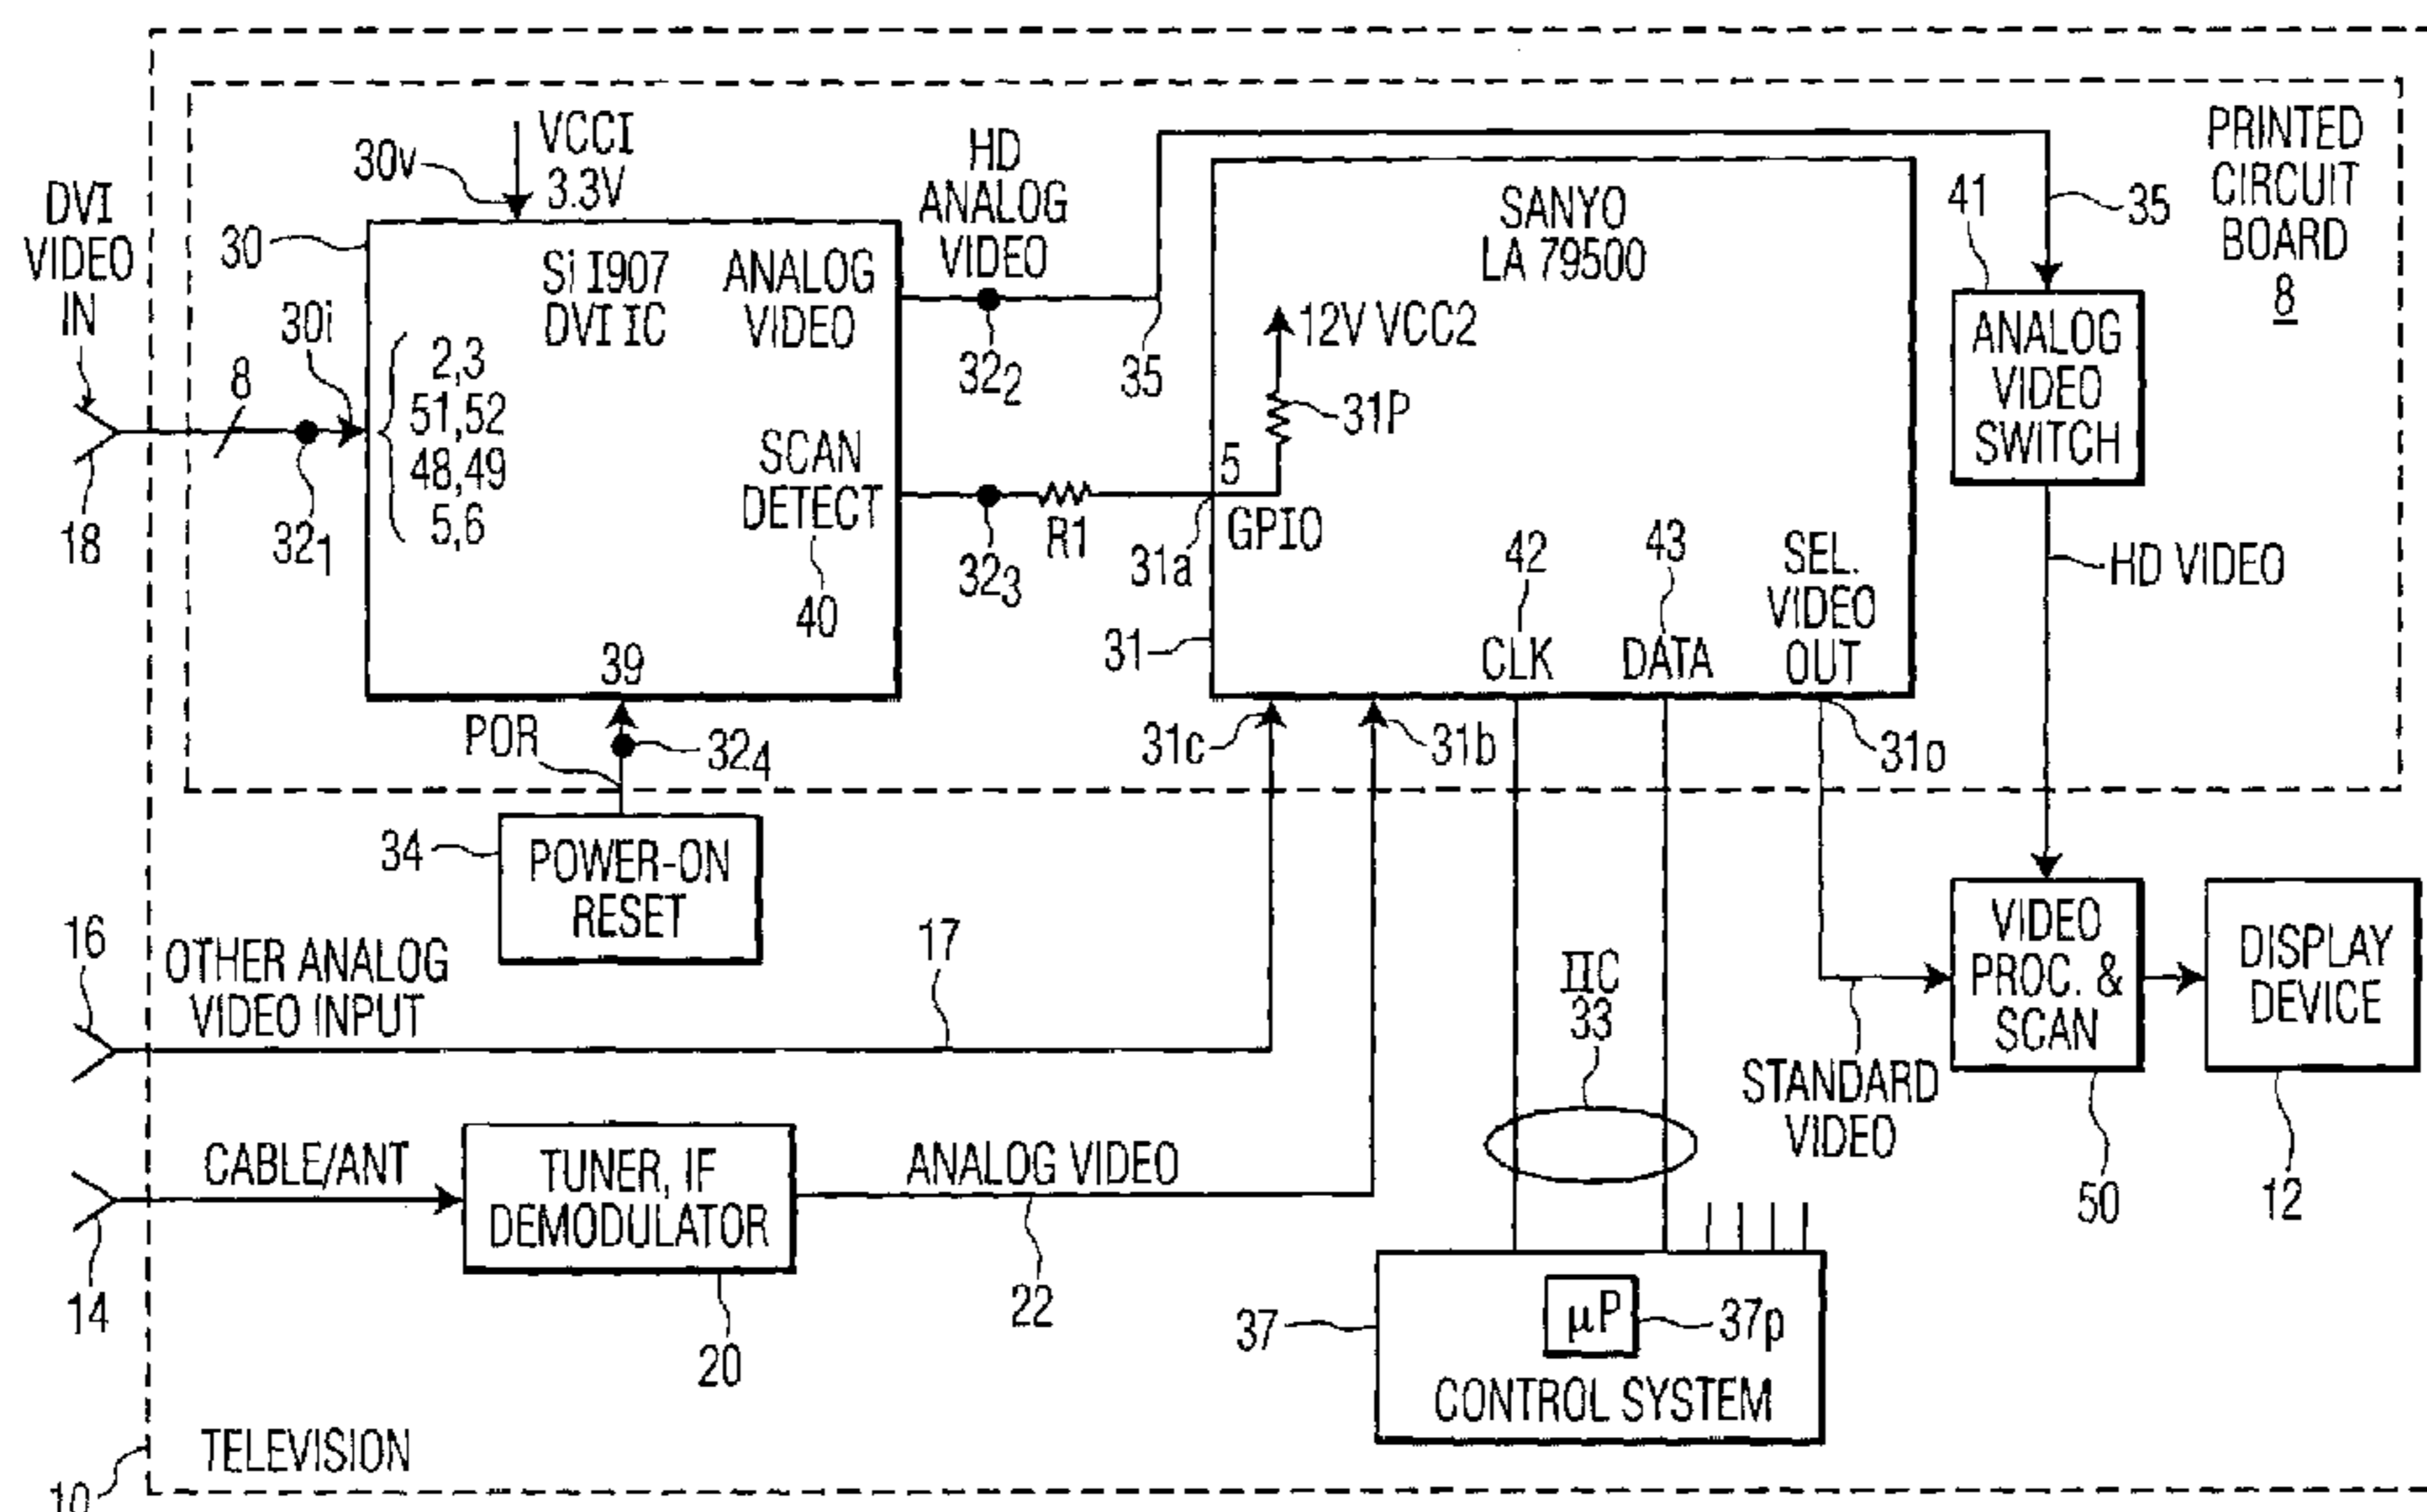 PRINTED
CIRCUIT
BOARD
8
DVI
VIDEO
IN
18
8
30i
32₁
30v
VCCI
3.3V
30
Si I907
DVI IC
ANALOG
VIDEO
2,3
51,52
48,49
5,6
SCAN
DETECT
40
39
HD
ANALOG
VIDEO
32₂
35
32₃
R1
31a
SANYO
LA 79500
12V VCC2
31P
5
GPIO
31
42
CLK
43
DATA
SEL.
VIDEO
OUT
41
35
ANALOG
VIDEO
SWITCH
HD VIDEO
POR
32₄
31c
31b
31o
34
POWER-ON
RESET
16
OTHER ANALOG
VIDEO INPUT
17
IIC
33
STANDARD
VIDEO
VIDEO
PROC. &
SCAN
50
DISPLAY
DEVICE
12
CABLE/ANT
14
TUNER, IF
DEMODULATOR
20
ANALOG VIDEO
22
37
μP
37p
CONTROL SYSTEM
TELEVISION
10